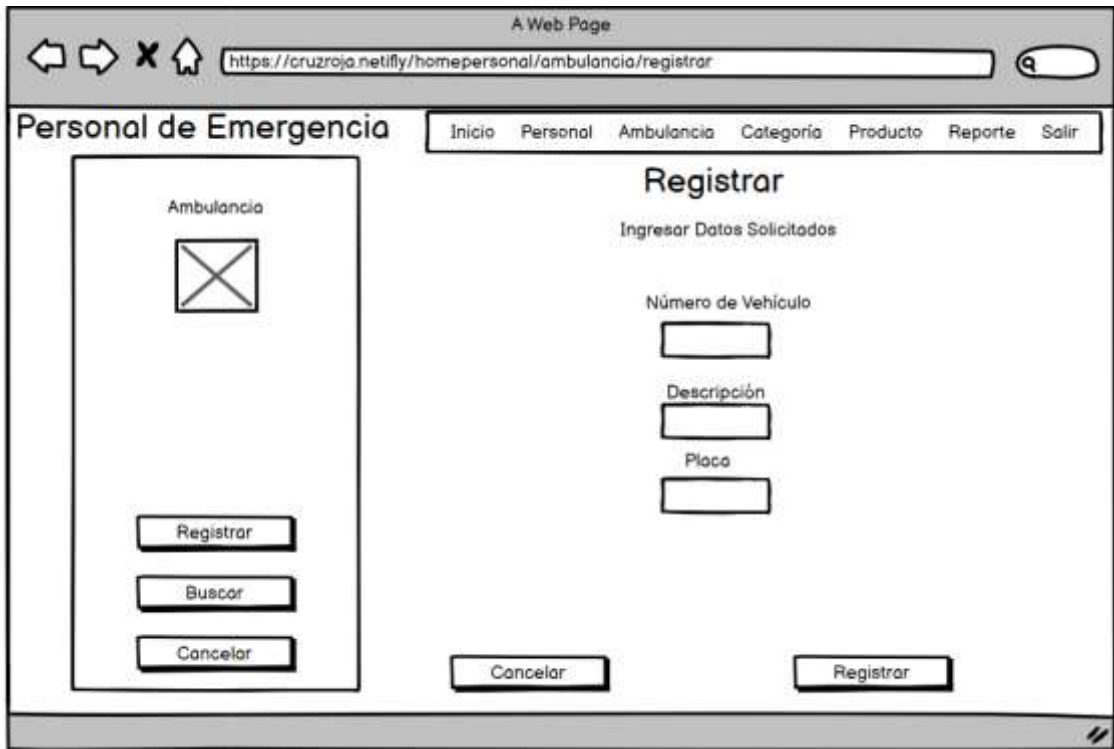 A Web Page
https://cruzroja.netifly/homepersonal/ambulancia/registrar
Personal de Emergencia
Inicio Personal Ambulancia Categoría Producto Reporte Salir
Ambulancia
Registrar
Buscar
Cancelar
Registrar
Ingresar Datos Solicitados
Número de Vehículo
Descripción
Placa
Cancelar
Registrar